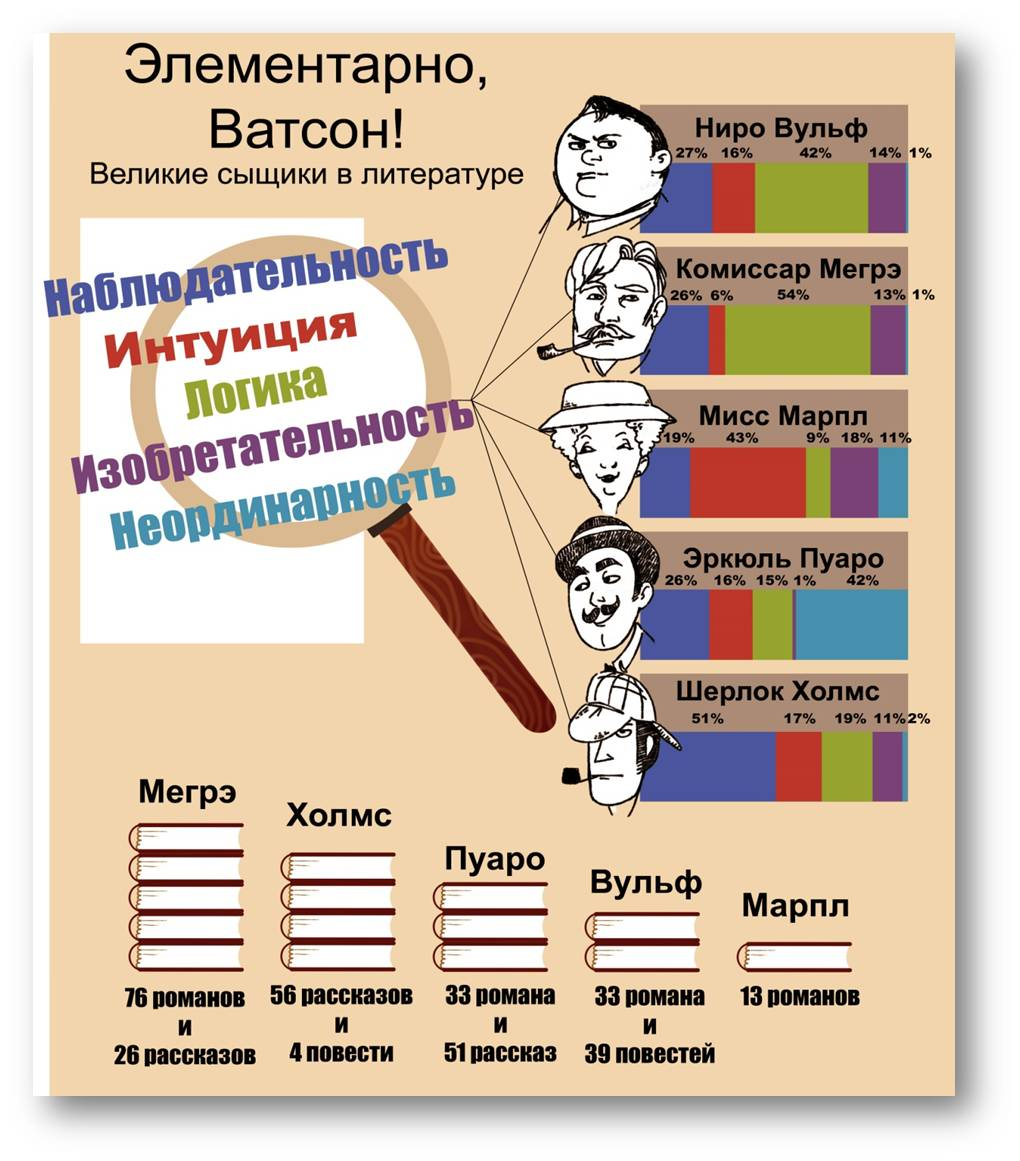 Элементарно,
Ватсон!
Великие сыщики в литературе
Наблюдательность
Интуиция
Логика
Изобретательность
Неординарность
Ниро Вульф
27% 16% 42% 14% 1%
Комиссар Мегрэ
26% 6% 54% 13% 1%
Мисс Марпл
19% 43% 9% 18% 11%
Эркюль Пуаро
26% 16% 15% 1% 42%
Шерлок Холмс
51% 17% 19% 11% 2%
Мегрэ
76 романов
и
26 рассказов
Холмс
56 рассказов
и
4 повести
Пуаро
33 романа
и
51 рассказ
Вульф
33 романа
и
39 повестей
Марпл
13 романов